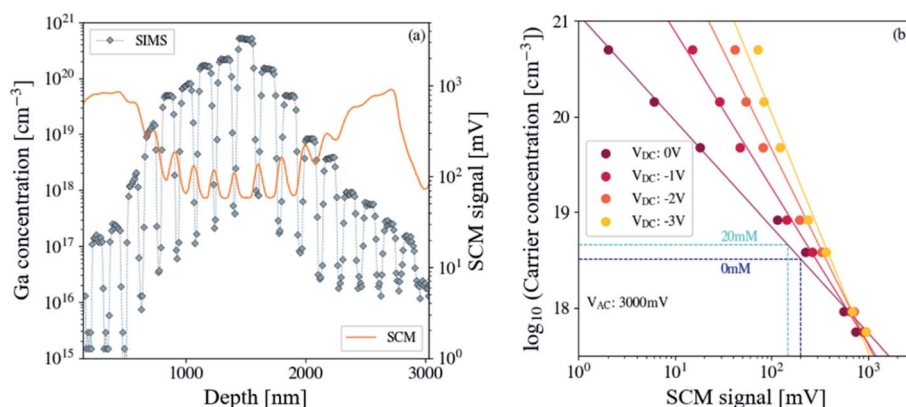 (a)
SIMS
SCM
Ga concentration [cm⁻³]
10²¹
10²⁰
10¹⁹
10¹⁸
10¹⁷
10¹⁶
10¹⁵
1000
2000
3000
Depth [nm]
SCM signal [mV]
10³
10²
10¹
10⁰
(b)
log₁₀ (Carrier concentration [cm⁻³])
21
20
19
18
V_DC: 0V
V_DC: -1V
V_DC: -2V
V_DC: -3V
20mM
0mM
V_AC: 3000mV
10⁰
10¹
10²
10³
SCM signal [mV]